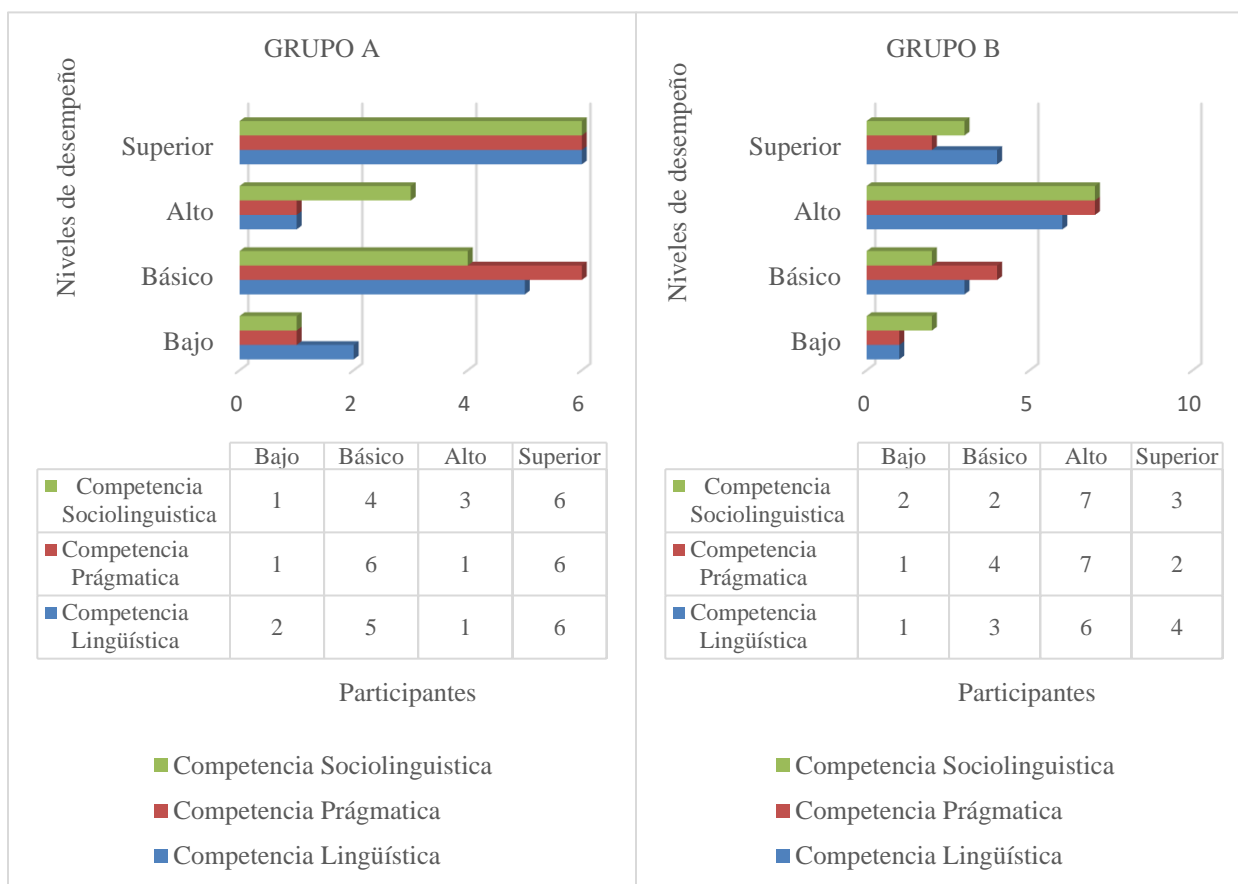 GRUPO A
Niveles de desempeño
Superior
Alto
Básico
Bajo
0 2 4 6
Bajo Básico Alto Superior
Competencia
Sociolinguistica
1 4 3 6
Competencia
Prágmatica
1 6 1 6
Competencia
Lingüística
2 5 1 6
Participantes
Competencia Sociolinguistica
Competencia Prágmatica
Competencia Lingüística
GRUPO B
Niveles de desempeño
Superior
Alto
Básico
Bajo
0 5 10
Bajo Básico Alto Superior
Competencia
Sociolinguistica
2 2 7 3
Competencia
Prágmatica
1 4 7 2
Competencia
Lingüística
1 3 6 4
Participantes
Competencia Sociolinguistica
Competencia Prágmatica
Competencia Lingüística